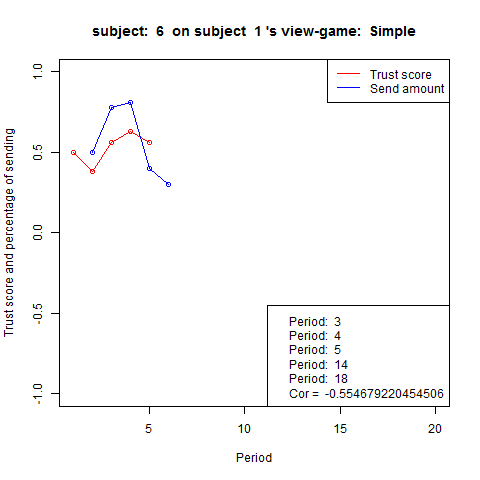 subject:  6  on subject  1 's view-game:  Simple
Trust score
Send amount
Trust score and percentage of sending
1.0
0.5
0.0
-0.5
-1.0
Period:  3
Period:  4
Period:  5
Period:  14
Period:  18
Cor =  -0.554679220454506
5 10 15 20
Period